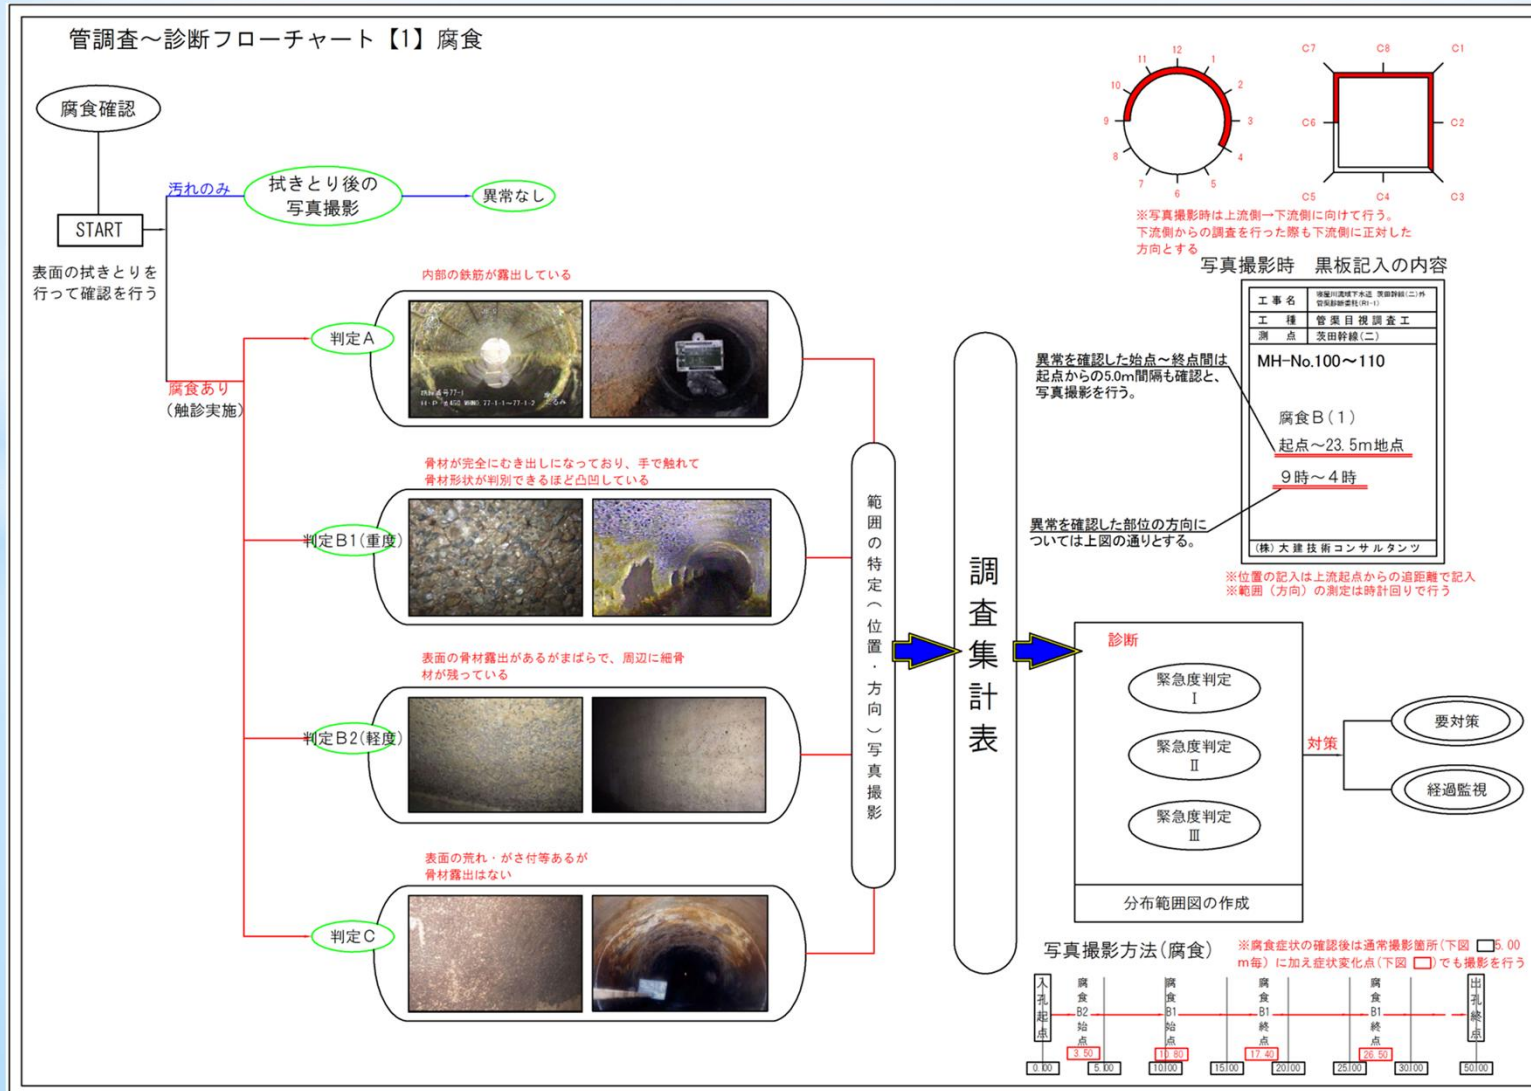 管調査～診断フローチャート【1】腐食
腐食確認
START
表面の拭きとりを
行って確認を行う
汚れのみ
拭きとり後の
写真撮影
異常なし
腐食あり
(触診実施)
内部の鉄筋が露出している
判定A
骨材が完全にむき出しになっており、手で触れて
骨材形状が判別できるほど凸凹している
判定B1(重度)
表面の骨材露出があるがまばらで、周辺に細骨
材が残っている
判定B2(軽度)
表面の荒れ・がさ付等あるが
骨材露出はない
判定C
範囲の特定(位置・方向)写真撮影
調査集計表
12
1
2
3
4
5
6
7
8
9
10
11
C7
C8
C1
C6
C2
C5
C4
C3
※写真撮影時は上流側→下流側に向けて行う。
下流側からの調査を行った際も下流側に正対した
方向とする
写真撮影時　黒板記入の内容
工事名
寝屋川流域下水道 茨田幹線(二)外
管渠診断委託(R1-1)
工　種
管渠目視調査工
測　点
茨田幹線(二)
MH-No.100～110
腐食B(1)
起点～23.5m地点
9時～4時
(株)大建技術コンサルタンツ
異常を確認した始点～終点間は
起点からの5.0m間隔も確認と、
写真撮影を行う。
異常を確認した部位の方向に
ついては上図の通りとする。
※位置の記入は上流起点からの追距離で記入
※範囲(方向)の測定は時計回りで行う
診断
緊急度判定
Ⅰ
緊急度判定
Ⅱ
緊急度判定
Ⅲ
分布範囲図の作成
対策
要対策
経過監視
写真撮影方法(腐食)
※腐食症状の確認後は通常撮影箇所(下図 5.00
m毎)に加え症状変化点(下図 )でも撮影を行う
入孔起点
腐食B2始点
腐食B1始点
腐食B1終点
腐食B1終点
出孔終点
3.50
10.80
17.40
26.50
0.00
5.00
10.00
15.00
20.00
25.00
30.00
50.00